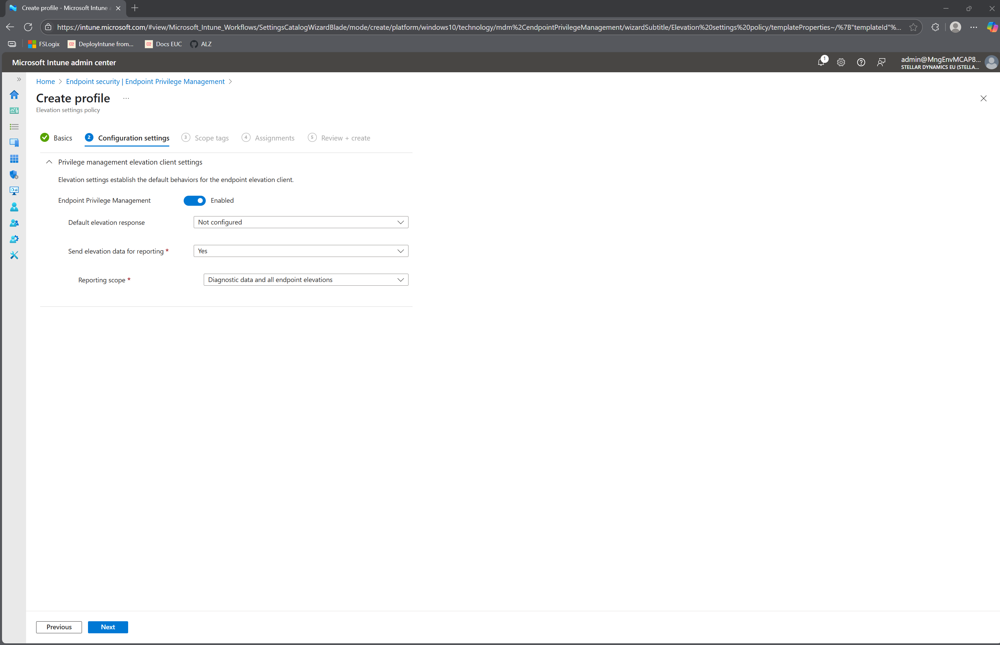 Create profile - Microsoft Intune a
https://intune.microsoft.com/#view/Microsoft_Intune_Workflows/SettingsCatalogWizardBlade/mode/create/platform/windows10/technology/mdm%2CendpointPrivilegeManagement/wizardSubtitle/Elevation%20settings%20policy/templateProperties~/%7B"templateId"%...
FSLogix DeployIntune from... Docs EUC ALZ
Microsoft Intune admin center 1 admin@MngEnvMCAP8...
STELLAR DYNAMICS EU (STELLA...
Home > Endpoint security | Endpoint Privilege Management >
Create profile ...
Elevation settings policy
Basics 2 Configuration settings 3 Scope tags 4 Assignments 5 Review + create
Privilege management elevation client settings
Elevation settings establish the default behaviors for the endpoint elevation client.
Endpoint Privilege Management Enabled
Default elevation response Not configured
Send elevation data for reporting * Yes
Reporting scope * Diagnostic data and all endpoint elevations
Previous Next